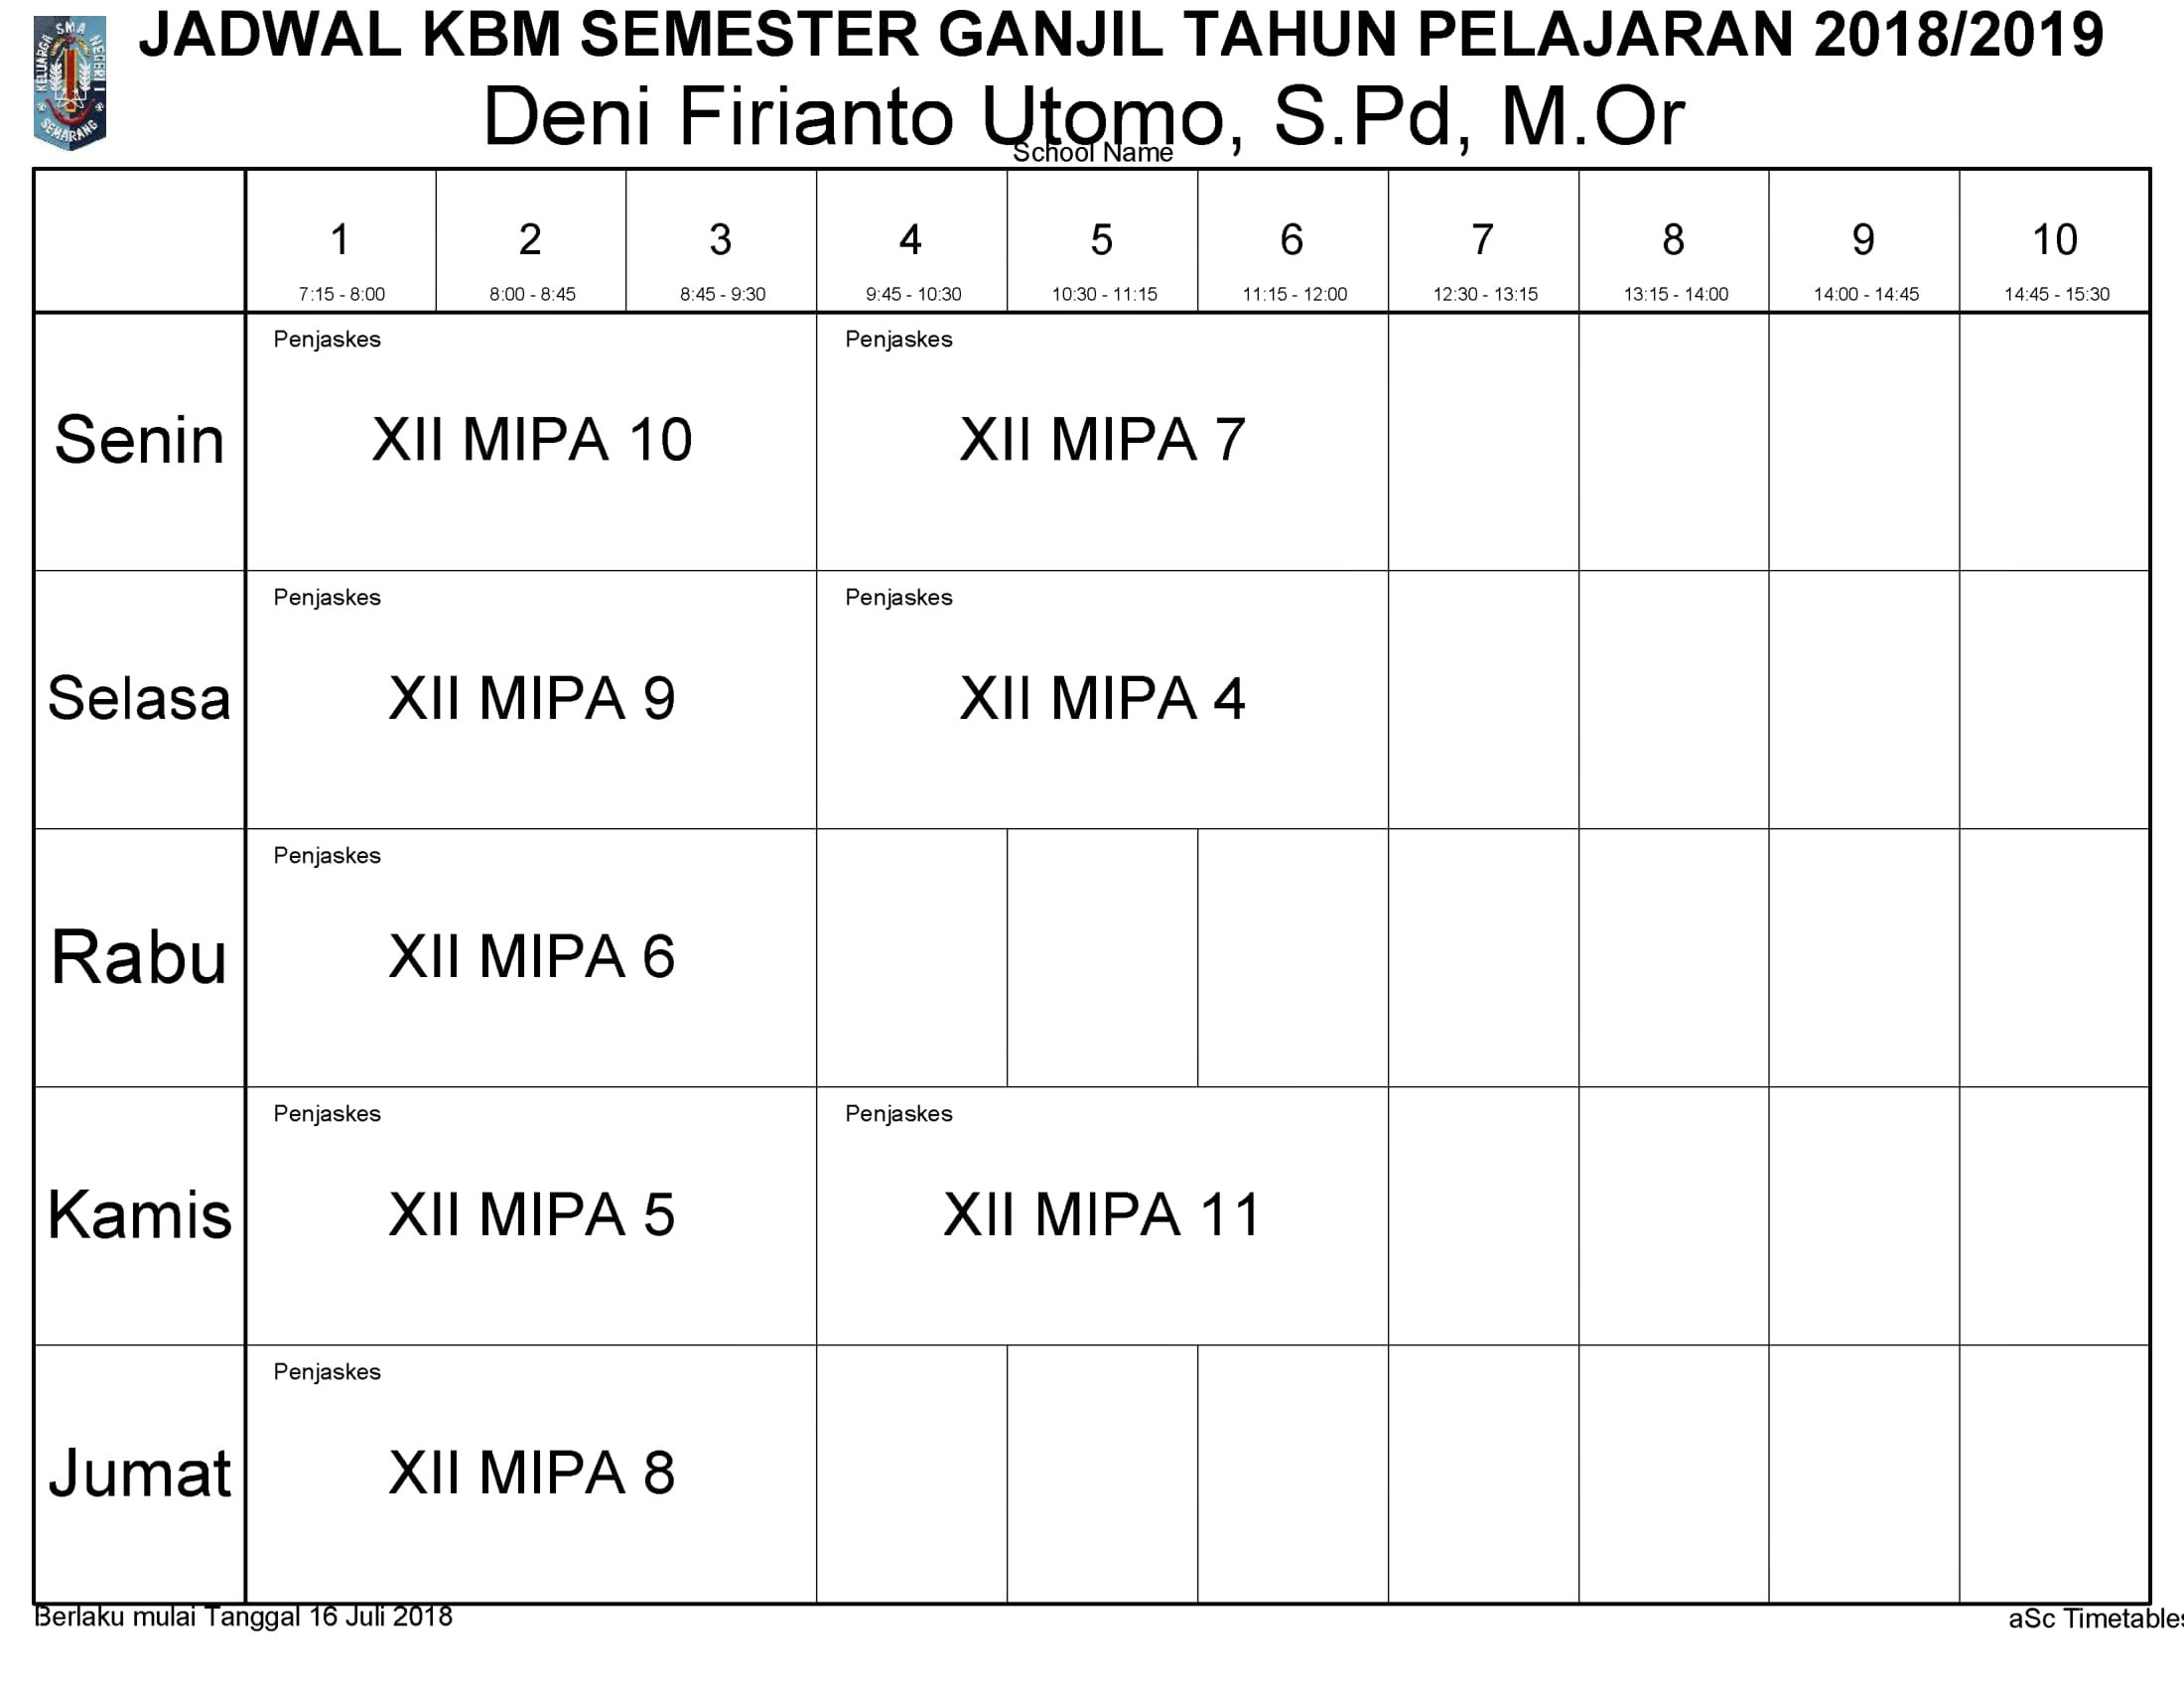 KELUARGA SMA NEGERI 1
SEMARANG
JADWAL KBM SEMESTER GANJIL TAHUN PELAJARAN 2018/2019
Deni Firianto Utomo, S.Pd, M.Or
School Name
1 2 3 4 5 6 7 8 9 10
7:15 - 8:00 8:00 - 8:45 8:45 - 9:30 9:45 - 10:30 10:30 - 11:15 11:15 - 12:00 12:30 - 13:15 13:15 - 14:00 14:00 - 14:45 14:45 - 15:30
Penjaskes Penjaskes
Senin XII MIPA 10 XII MIPA 7
Penjaskes Penjaskes
Selasa XII MIPA 9 XII MIPA 4
Penjaskes
Rabu XII MIPA 6
Penjaskes Penjaskes
Kamis XII MIPA 5 XII MIPA 11
Penjaskes
Jumat XII MIPA 8
Berlaku mulai Tanggal 16 Juli 2018 aSc Timetables